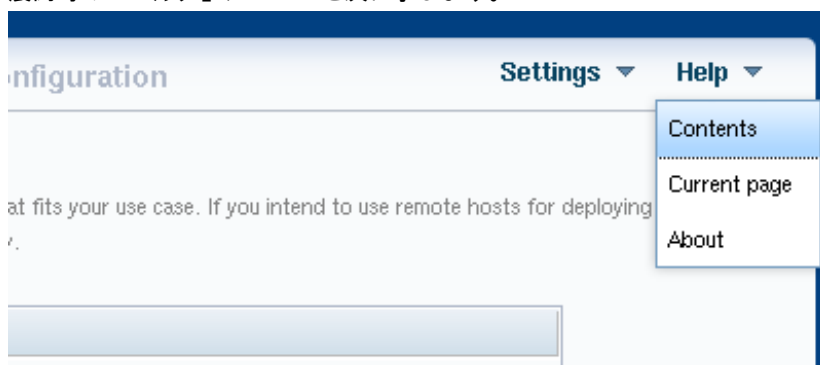 nfiguration
Settings
Help
Contents
Current page
About
at fits your use case. If you intend to use remote hosts for deploying